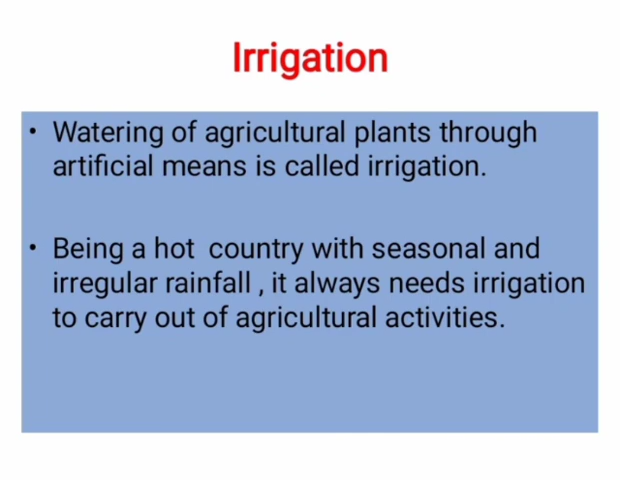 Irrigation
• Watering of agricultural plants through
artificial means is called irrigation.
• Being a hot country with seasonal and
irregular rainfall , it always needs irrigation
to carry out of agricultural activities.